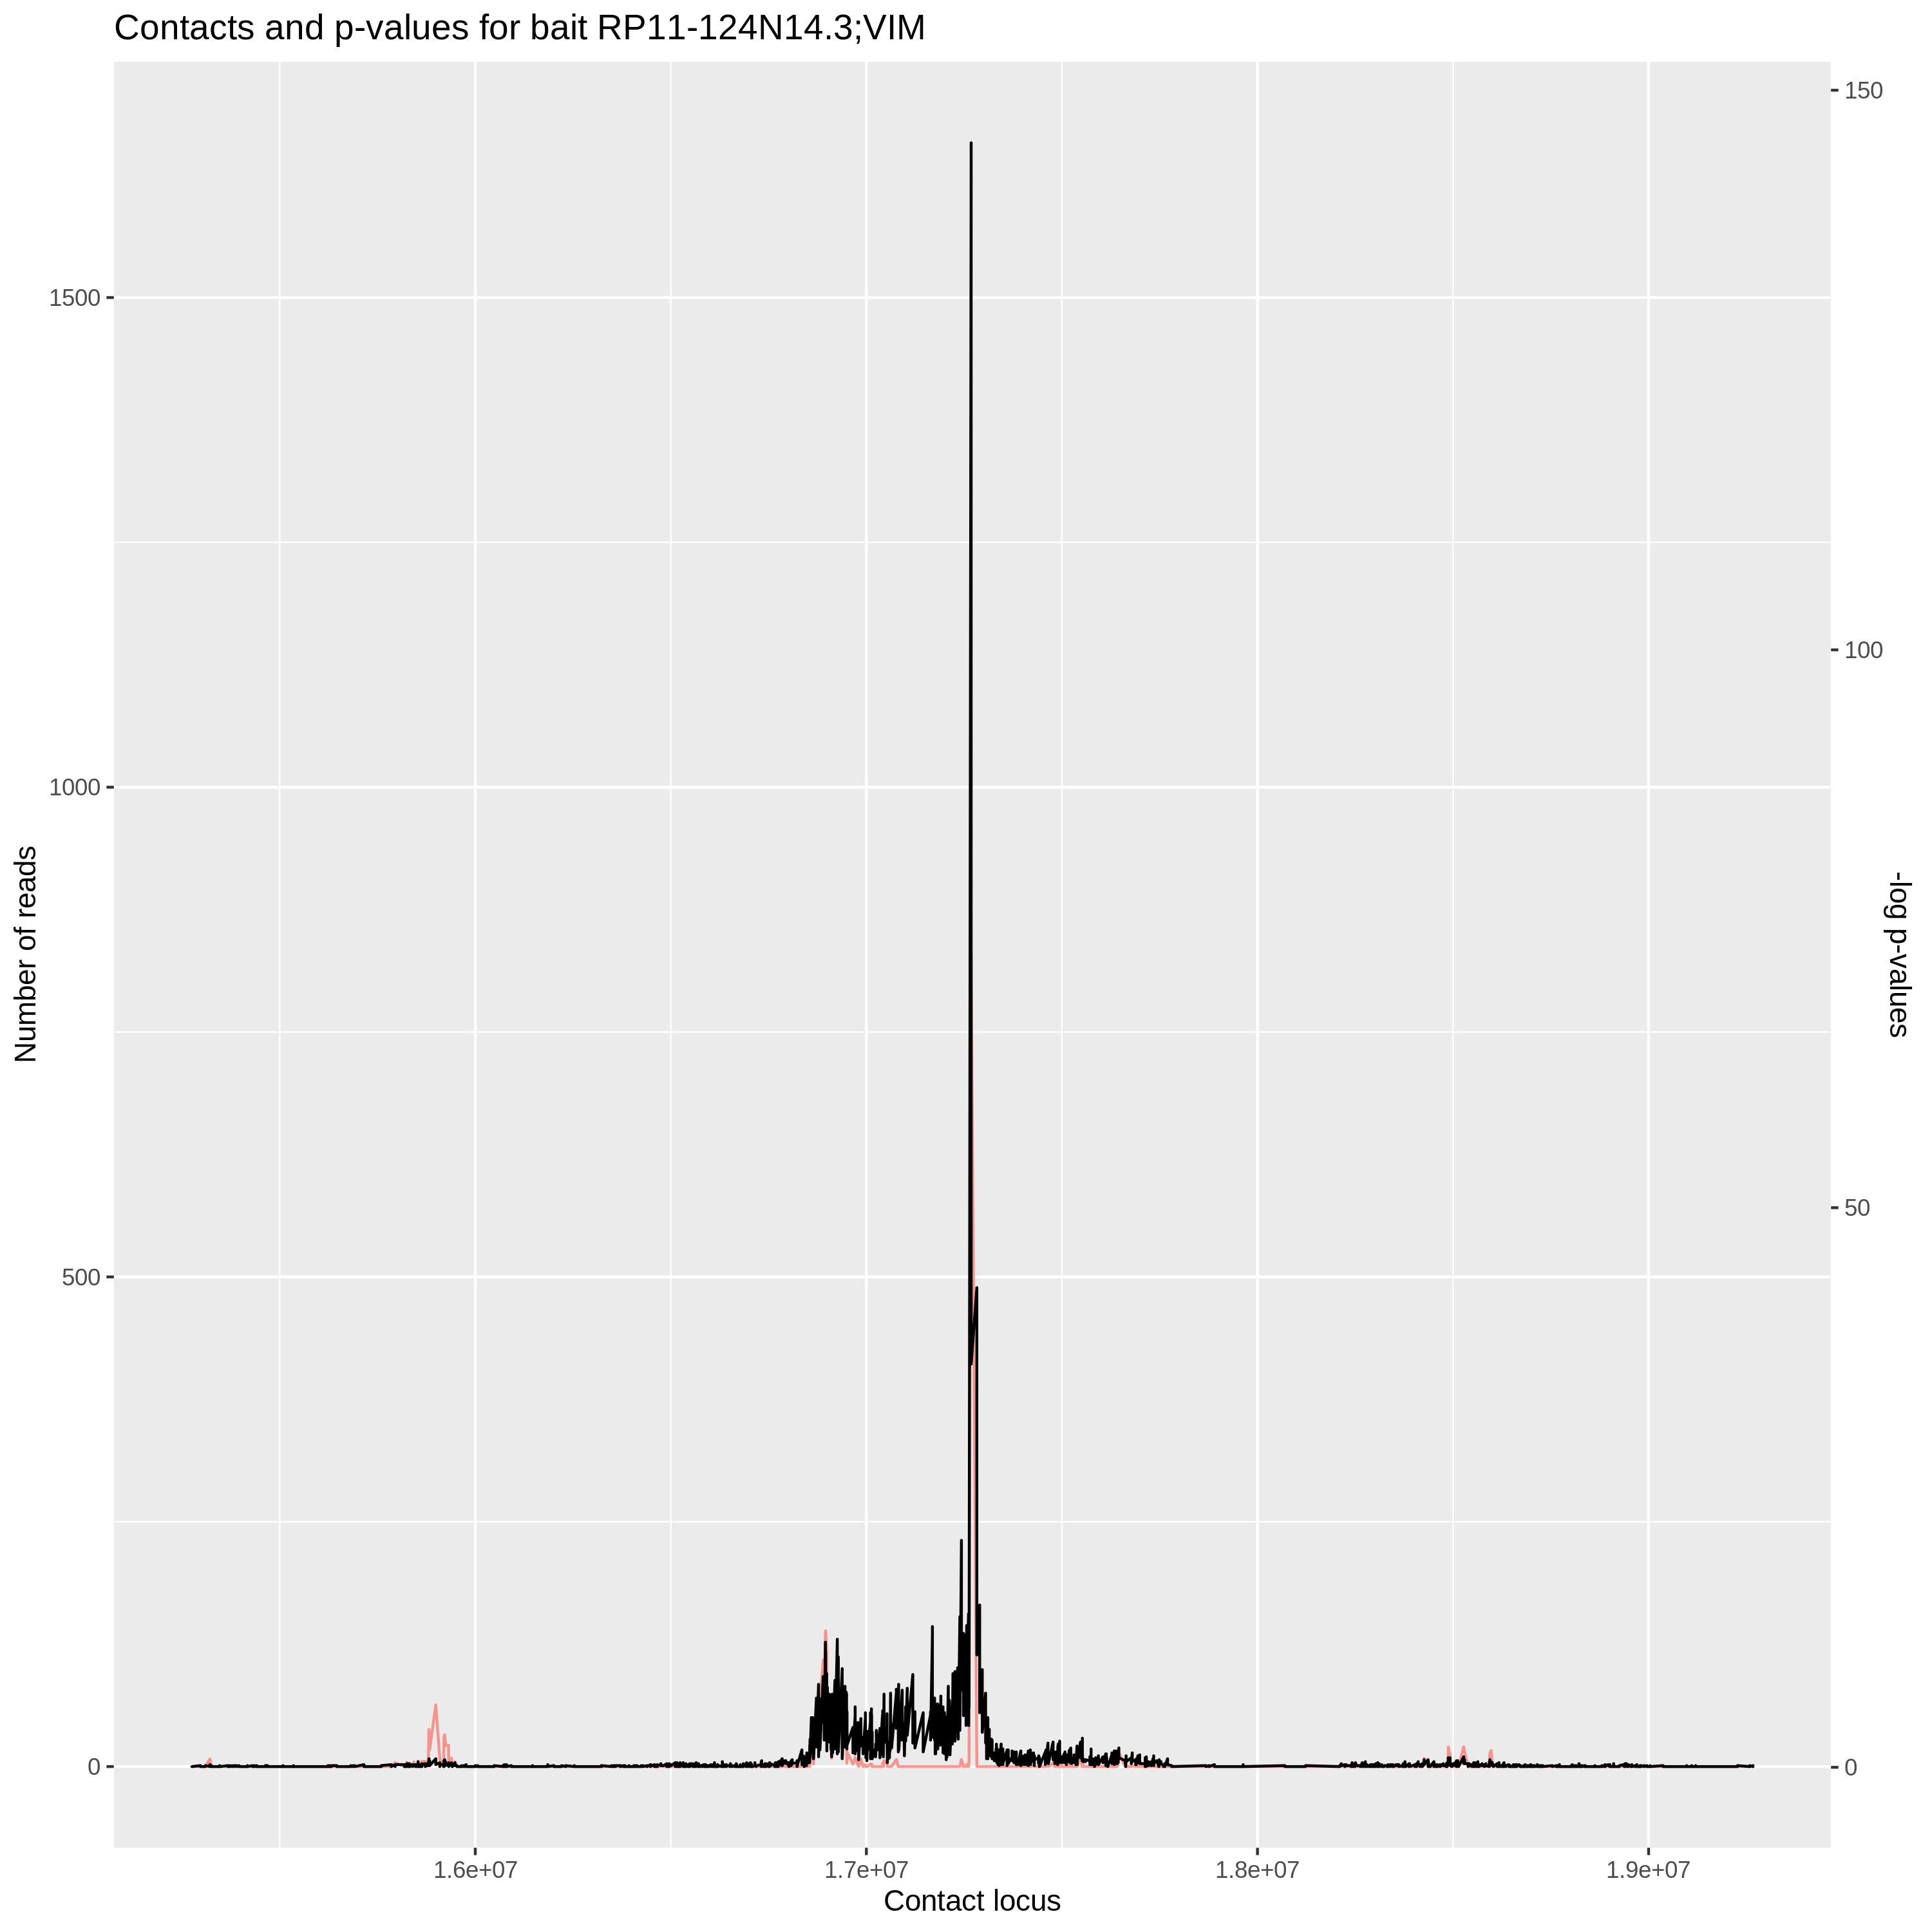 Contacts and p-values for bait RP11-124N14.3;VIM
150
1500
100
1000
Number of reads
-log p-values
50
500
0
0
1.6e+07
1.7e+07
1.8e+07
1.9e+07
Contact locus